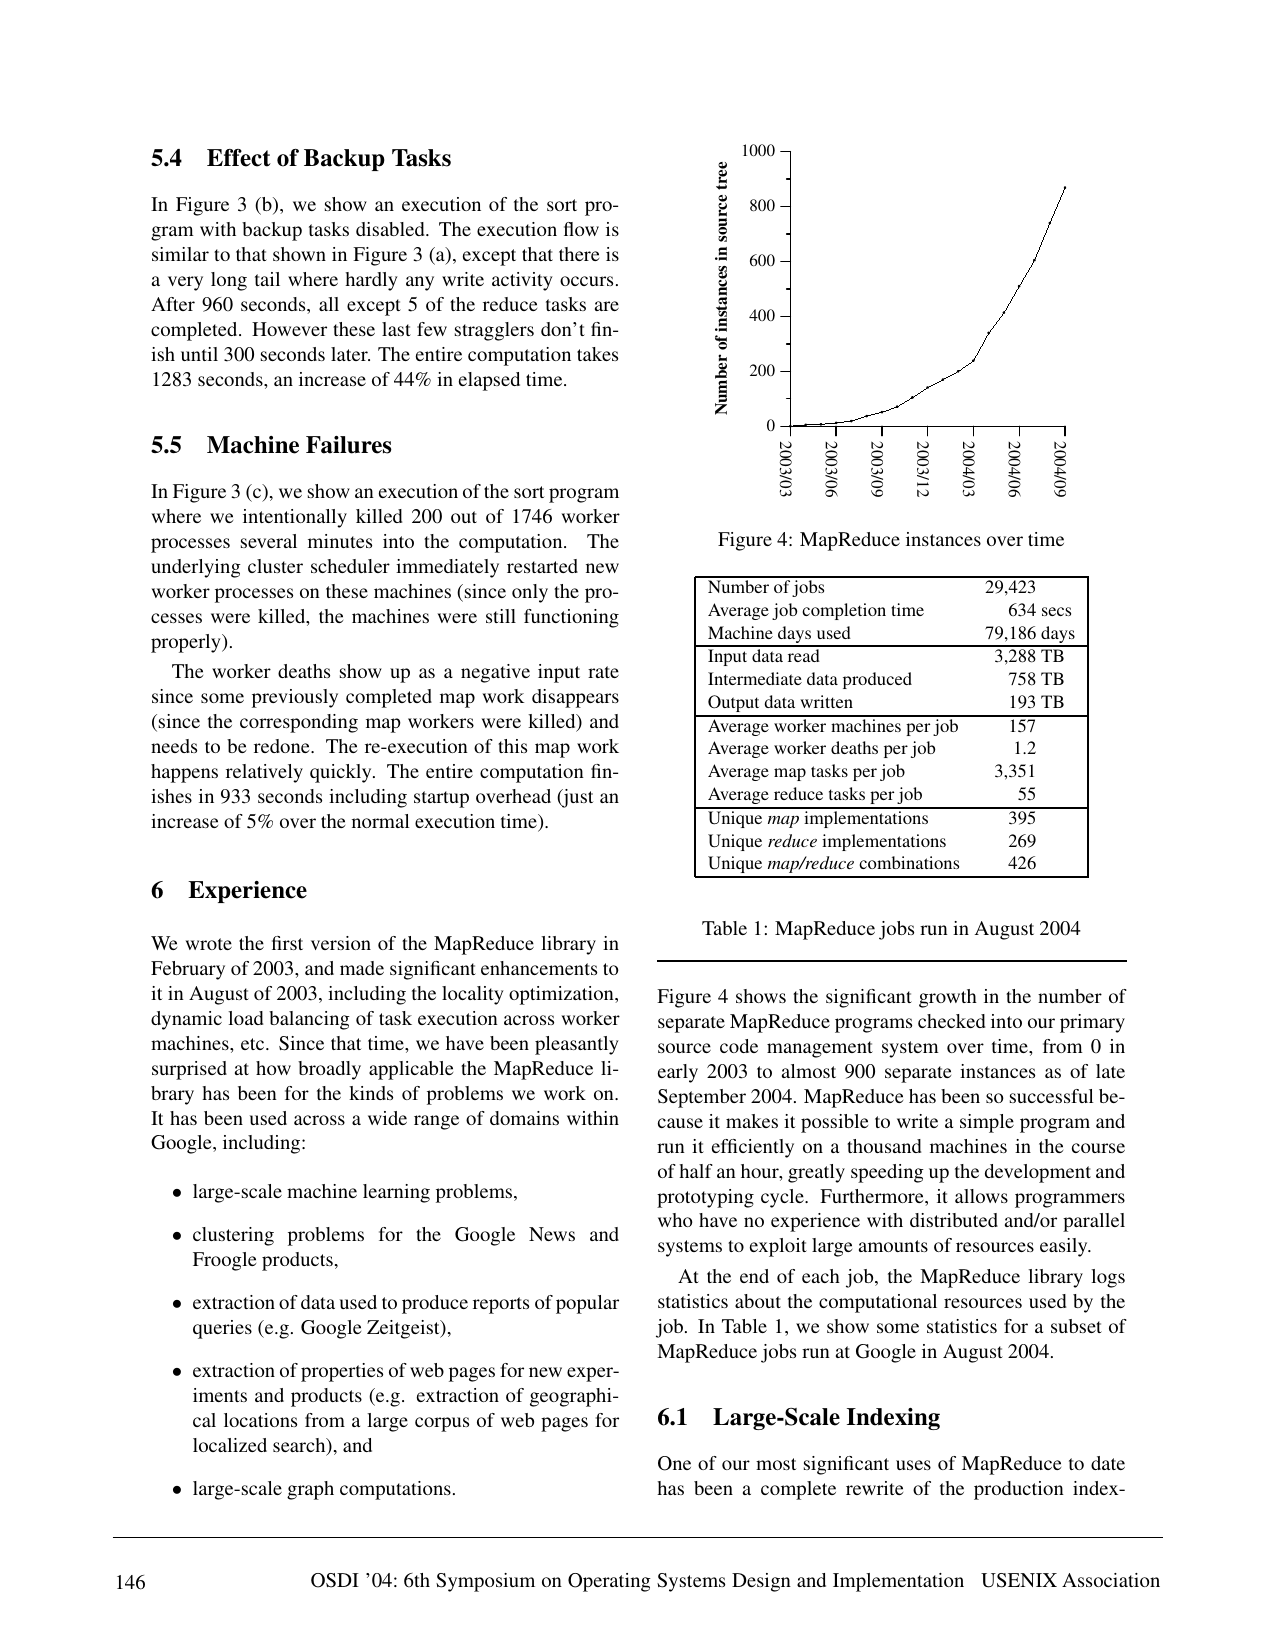 5.4 Effect of Backup Tasks
In Figure 3 (b), we show an execution of the sort pro-
gram with backup tasks disabled. The execution flow is
similar to that shown in Figure 3 (a), except that there is
a very long tail where hardly any write activity occurs.
After 960 seconds, all except 5 of the reduce tasks are
completed. However these last few stragglers don't fin-
ish until 300 seconds later. The entire computation takes
1283 seconds, an increase of 44% in elapsed time.
5.5 Machine Failures
In Figure 3 (c), we show an execution of the sort program
where we intentionally killed 200 out of 1746 worker
processes several minutes into the computation. The
underlying cluster scheduler immediately restarted new
worker processes on these machines (since only the pro-
cesses were killed, the machines were still functioning
properly).
The worker deaths show up as a negative input rate
since some previously completed map work disappears
(since the corresponding map workers were killed) and
needs to be redone. The re-execution of this map work
happens relatively quickly. The entire computation fin-
ishes in 933 seconds including startup overhead (just an
increase of 5% over the normal execution time).
6 Experience
We wrote the first version of the MapReduce library in
February of 2003, and made significant enhancements to
it in August of 2003, including the locality optimization,
dynamic load balancing of task execution across worker
machines, etc. Since that time, we have been pleasantly
surprised at how broadly applicable the MapReduce li-
brary has been for the kinds of problems we work on.
It has been used across a wide range of domains within
Google, including:
• large-scale machine learning problems,
• clustering problems for the Google News and
Froogle products,
• extraction of data used to produce reports of popular
queries (e.g. Google Zeitgeist),
• extraction of properties of web pages for new exper-
iments and products (e.g. extraction of geographi-
cal locations from a large corpus of web pages for
localized search), and
• large-scale graph computations.
Number of instances in source tree
1000
800
600
400
200
0
2003/03
2003/06
2003/09
2003/12
2004/03
2004/06
2004/09
Figure 4: MapReduce instances over time
Number of jobs 29,423
Average job completion time 634 secs
Machine days used 79,186 days
Input data read 3,288 TB
Intermediate data produced 758 TB
Output data written 193 TB
Average worker machines per job 157
Average worker deaths per job 1.2
Average map tasks per job 3,351
Average reduce tasks per job 55
Unique map implementations 395
Unique reduce implementations 269
Unique map/reduce combinations 426
Table 1: MapReduce jobs run in August 2004
Figure 4 shows the significant growth in the number of
separate MapReduce programs checked into our primary
source code management system over time, from 0 in
early 2003 to almost 900 separate instances as of late
September 2004. MapReduce has been so successful be-
cause it makes it possible to write a simple program and
run it efficiently on a thousand machines in the course
of half an hour, greatly speeding up the development and
prototyping cycle. Furthermore, it allows programmers
who have no experience with distributed and/or parallel
systems to exploit large amounts of resources easily.
At the end of each job, the MapReduce library logs
statistics about the computational resources used by the
job. In Table 1, we show some statistics for a subset of
MapReduce jobs run at Google in August 2004.
6.1 Large-Scale Indexing
One of our most significant uses of MapReduce to date
has been a complete rewrite of the production index-
146 OSDI '04: 6th Symposium on Operating Systems Design and Implementation USENIX Association